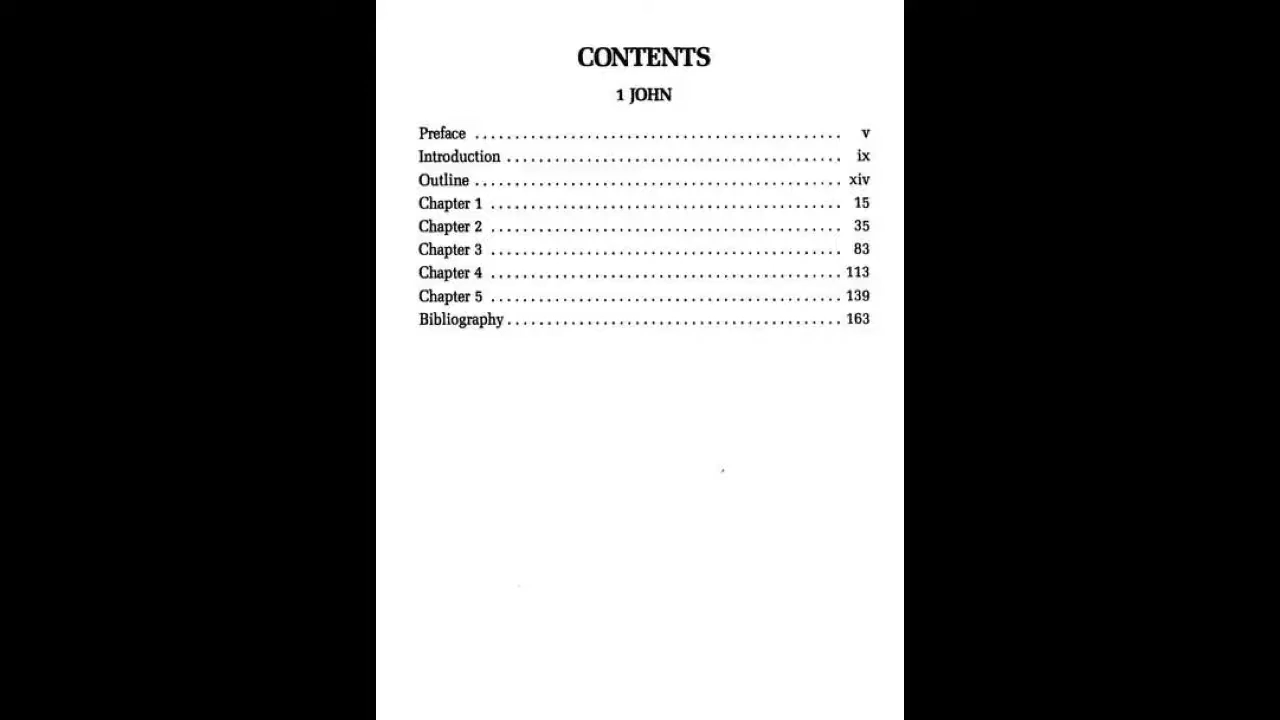 CONTENTS
1 JOHN
Preface .............................................. v
Introduction .......................................... ix
Outline .............................................. xiv
Chapter 1 ............................................ 15
Chapter 2 ............................................ 35
Chapter 3 ............................................ 83
Chapter 4 ............................................ 113
Chapter 5 ............................................ 139
Bibliography .......................................... 163